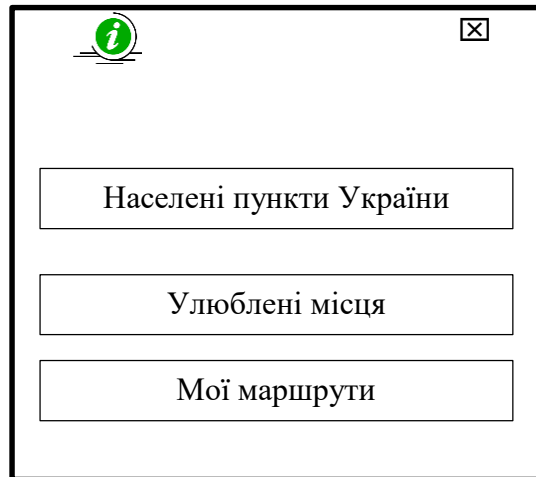 i
Населені пункти України
Улюблені місця
Мої маршрути